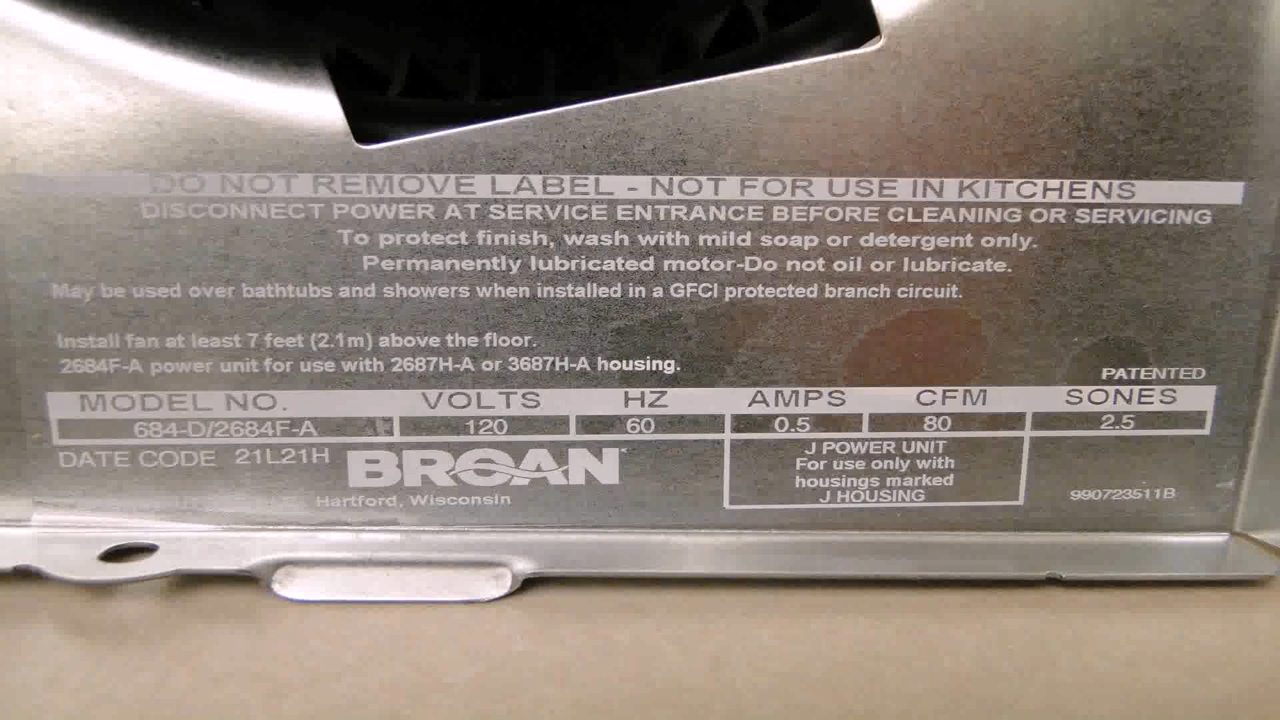 DO NOT REMOVE LABEL - NOT FOR USE IN KITCHENS
DISCONNECT POWER AT SERVICE ENTRANCE BEFORE CLEANING OR SERVICING
To protect finish, wash with mild soap or detergent only.
Permanently lubricated motor-Do not oil or lubricate.
May be used over bathtubs and showers when installed in a GFCI protected branch circuit.
Install fan at least 7 feet (2.1m) above the floor.
2684F-A power unit for use with 2687H-A or 3687H-A housing.
PATENTED
MODEL NO. VOLTS HZ AMPS CFM SONES
684-D/2684F-A 120 60 0.5 80 2.5
DATE CODE 21L21H BROAN
Hartford, Wisconsin
J POWER UNIT
For use only with
housings marked
J HOUSING
990723511B